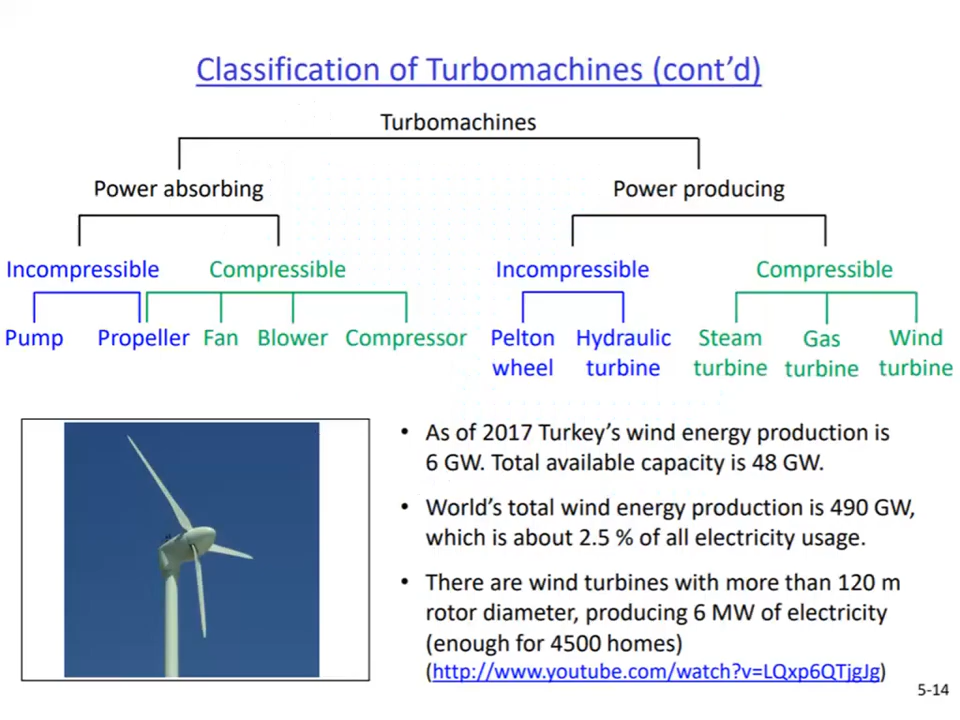 Classification of Turbomachines (cont’d)
Turbomachines
Power absorbing
Power producing
Incompressible
Compressible
Incompressible
Compressible
Pump
Propeller
Fan
Blower
Compressor
Pelton
wheel
Hydraulic
turbine
Steam
turbine
Gas
turbine
Wind
turbine
• As of 2017 Turkey’s wind energy production is
6 GW. Total available capacity is 48 GW.
• World’s total wind energy production is 490 GW,
which is about 2.5 % of all electricity usage.
• There are wind turbines with more than 120 m
rotor diameter, producing 6 MW of electricity
(enough for 4500 homes)
(http://www.youtube.com/watch?v=LQxp6QTjgJg)
5-14